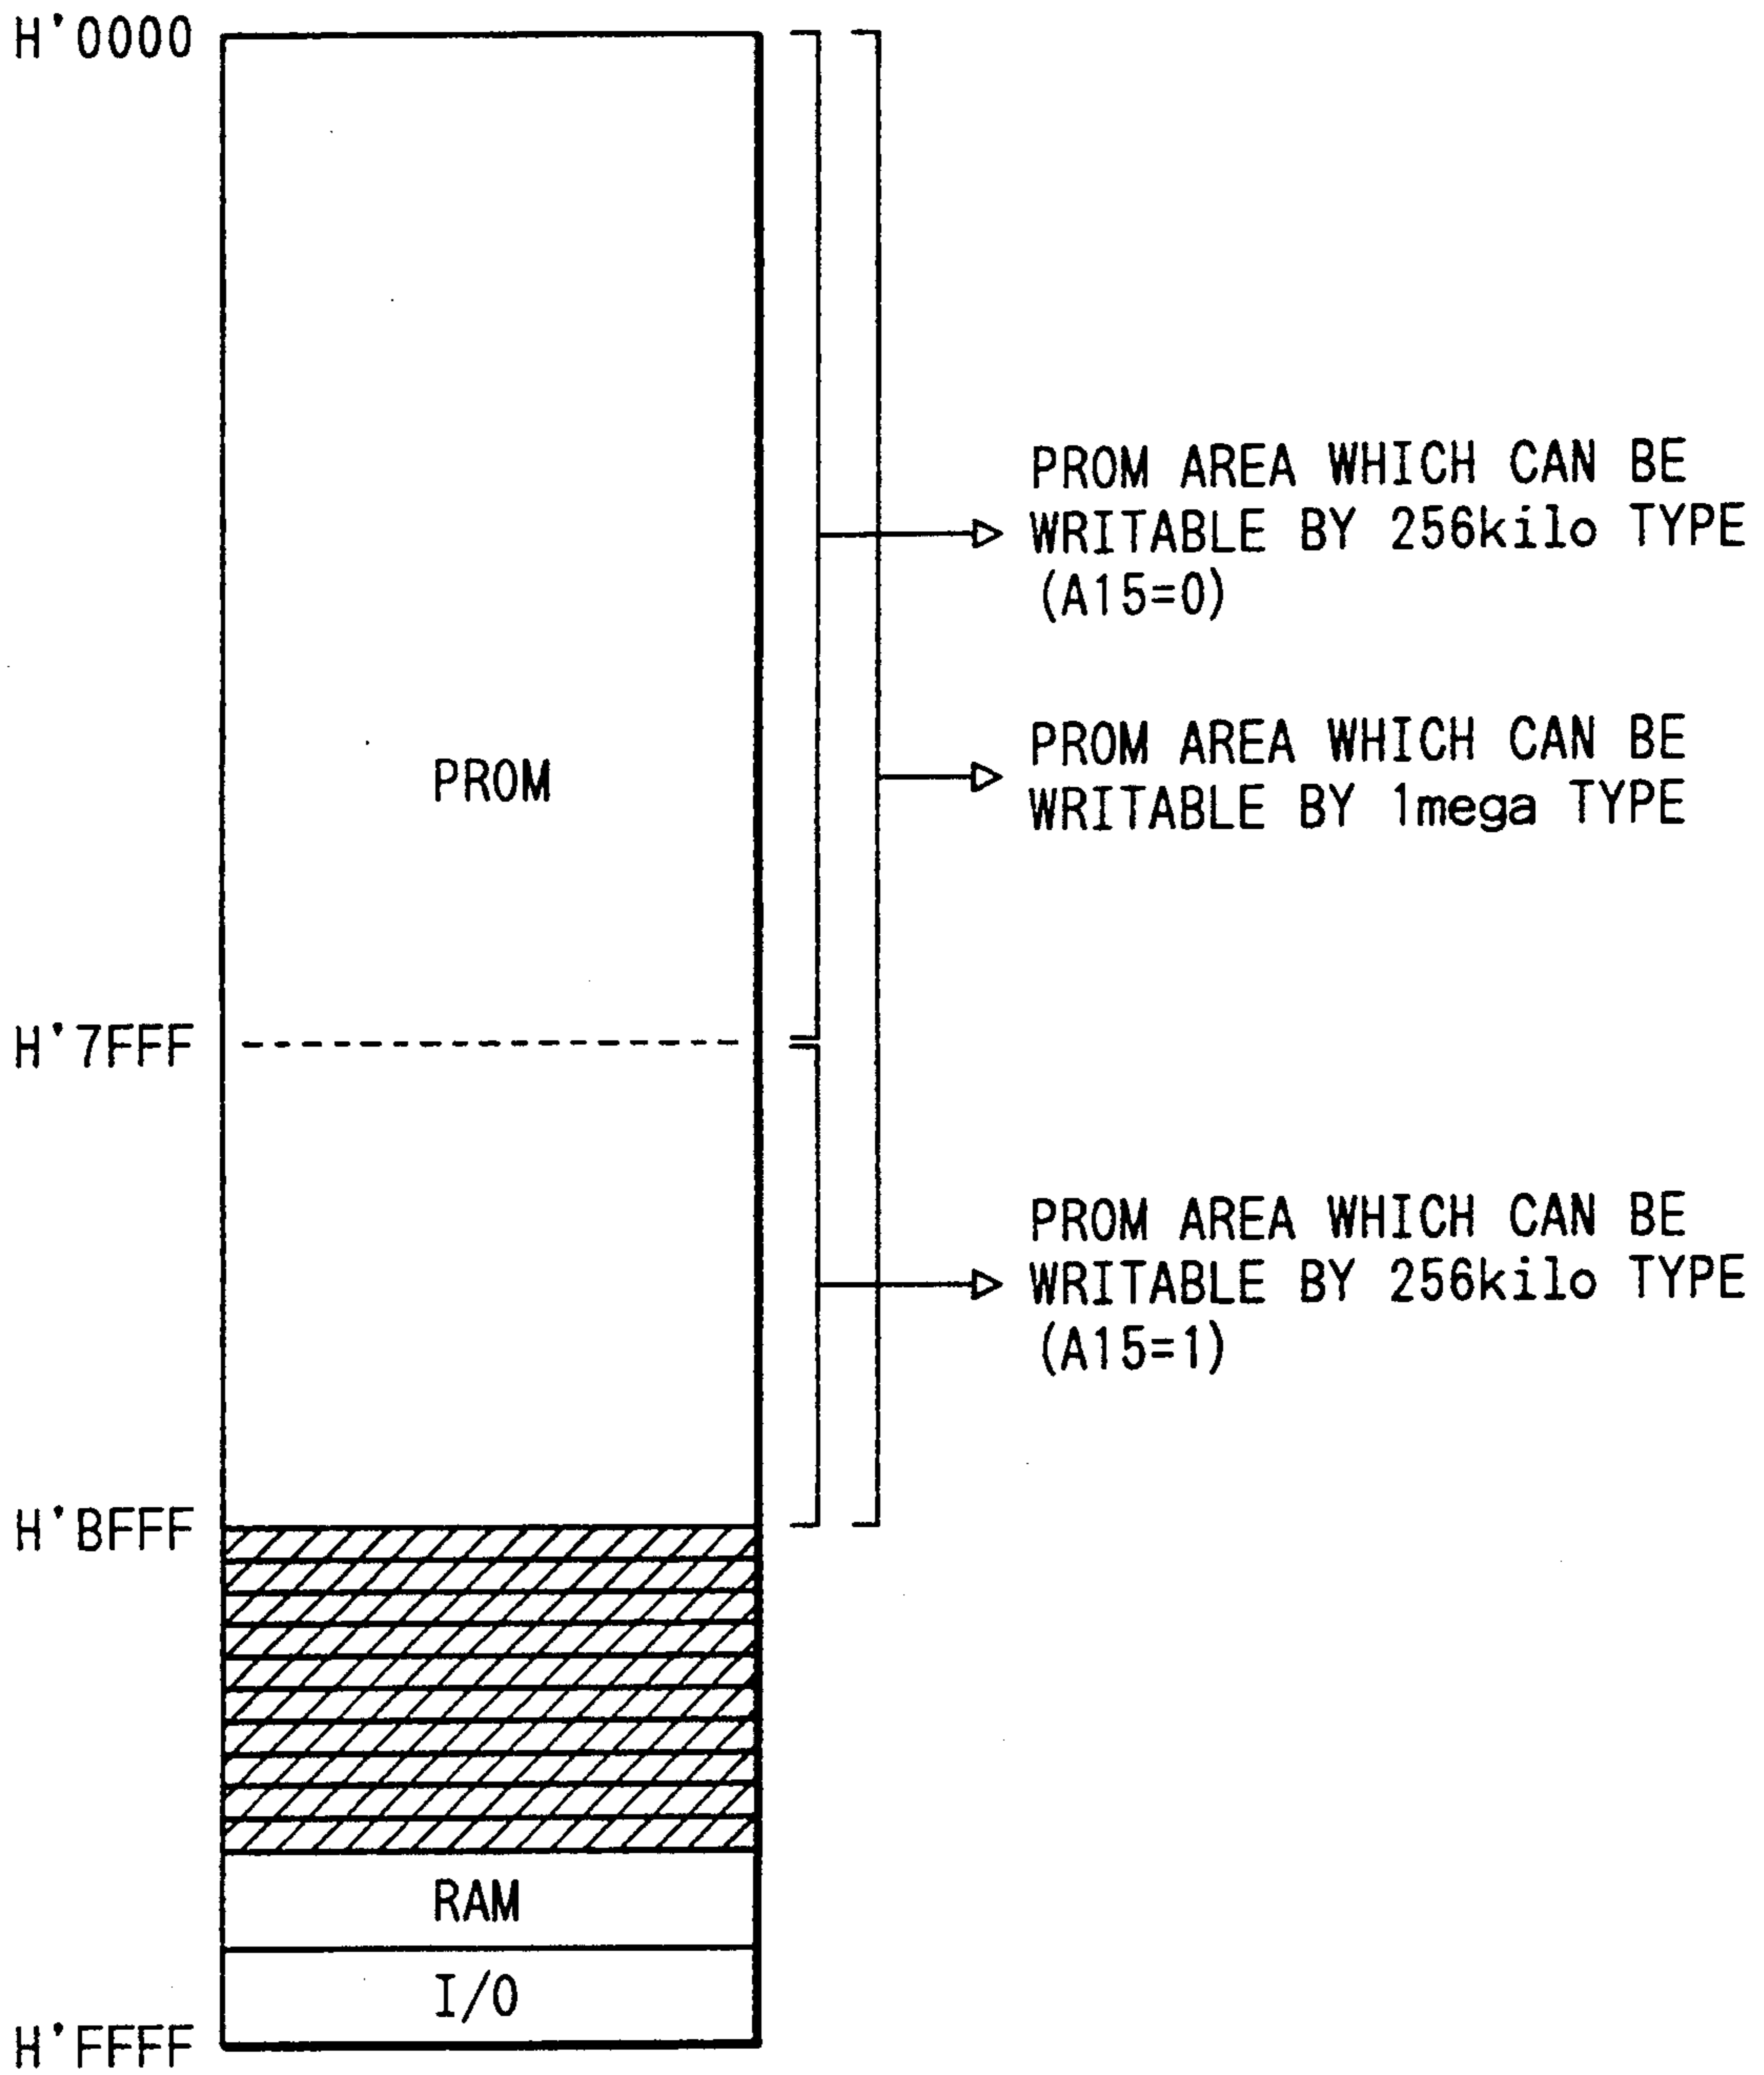 H'0000
PROM AREA WHICH CAN BE
WRITABLE BY 256kilo TYPE
(A15=0)
PROM AREA WHICH CAN BE
WRITABLE BY 1mega TYPE
PROM
H'7FFF
PROM AREA WHICH CAN BE
WRITABLE BY 256kilo TYPE
(A15=1)
H'BFFF
RAM
I/O
H'FFFF